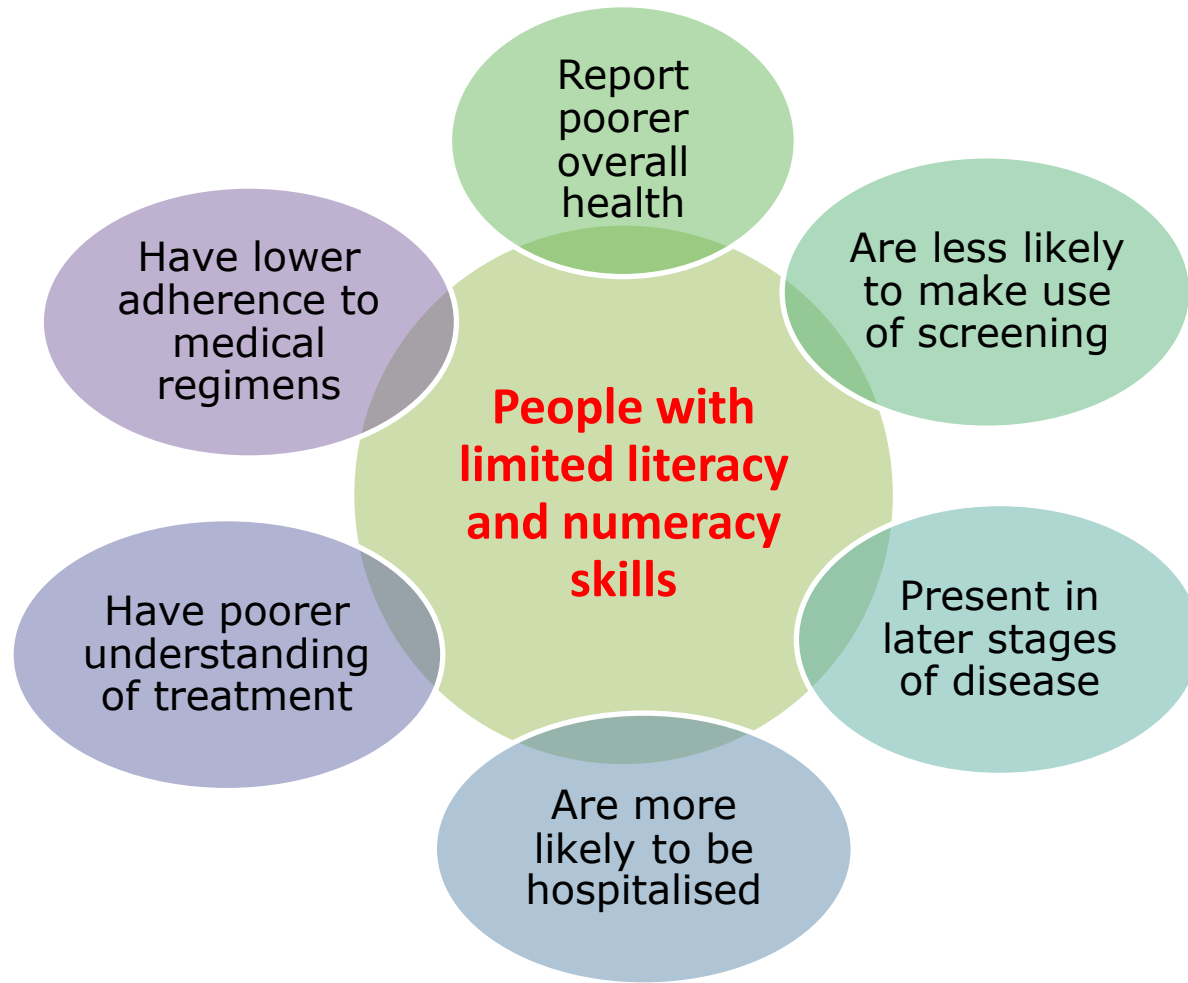 Report
poorer
overall
health
Are less likely
to make use
of screening
Present in
later stages
of disease
Are more
likely to be
hospitalised
Have poorer
understanding
of treatment
Have lower
adherence to
medical
regimens
People with
limited literacy
and numeracy
skills